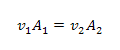 v₁A₁ = v₂A₂